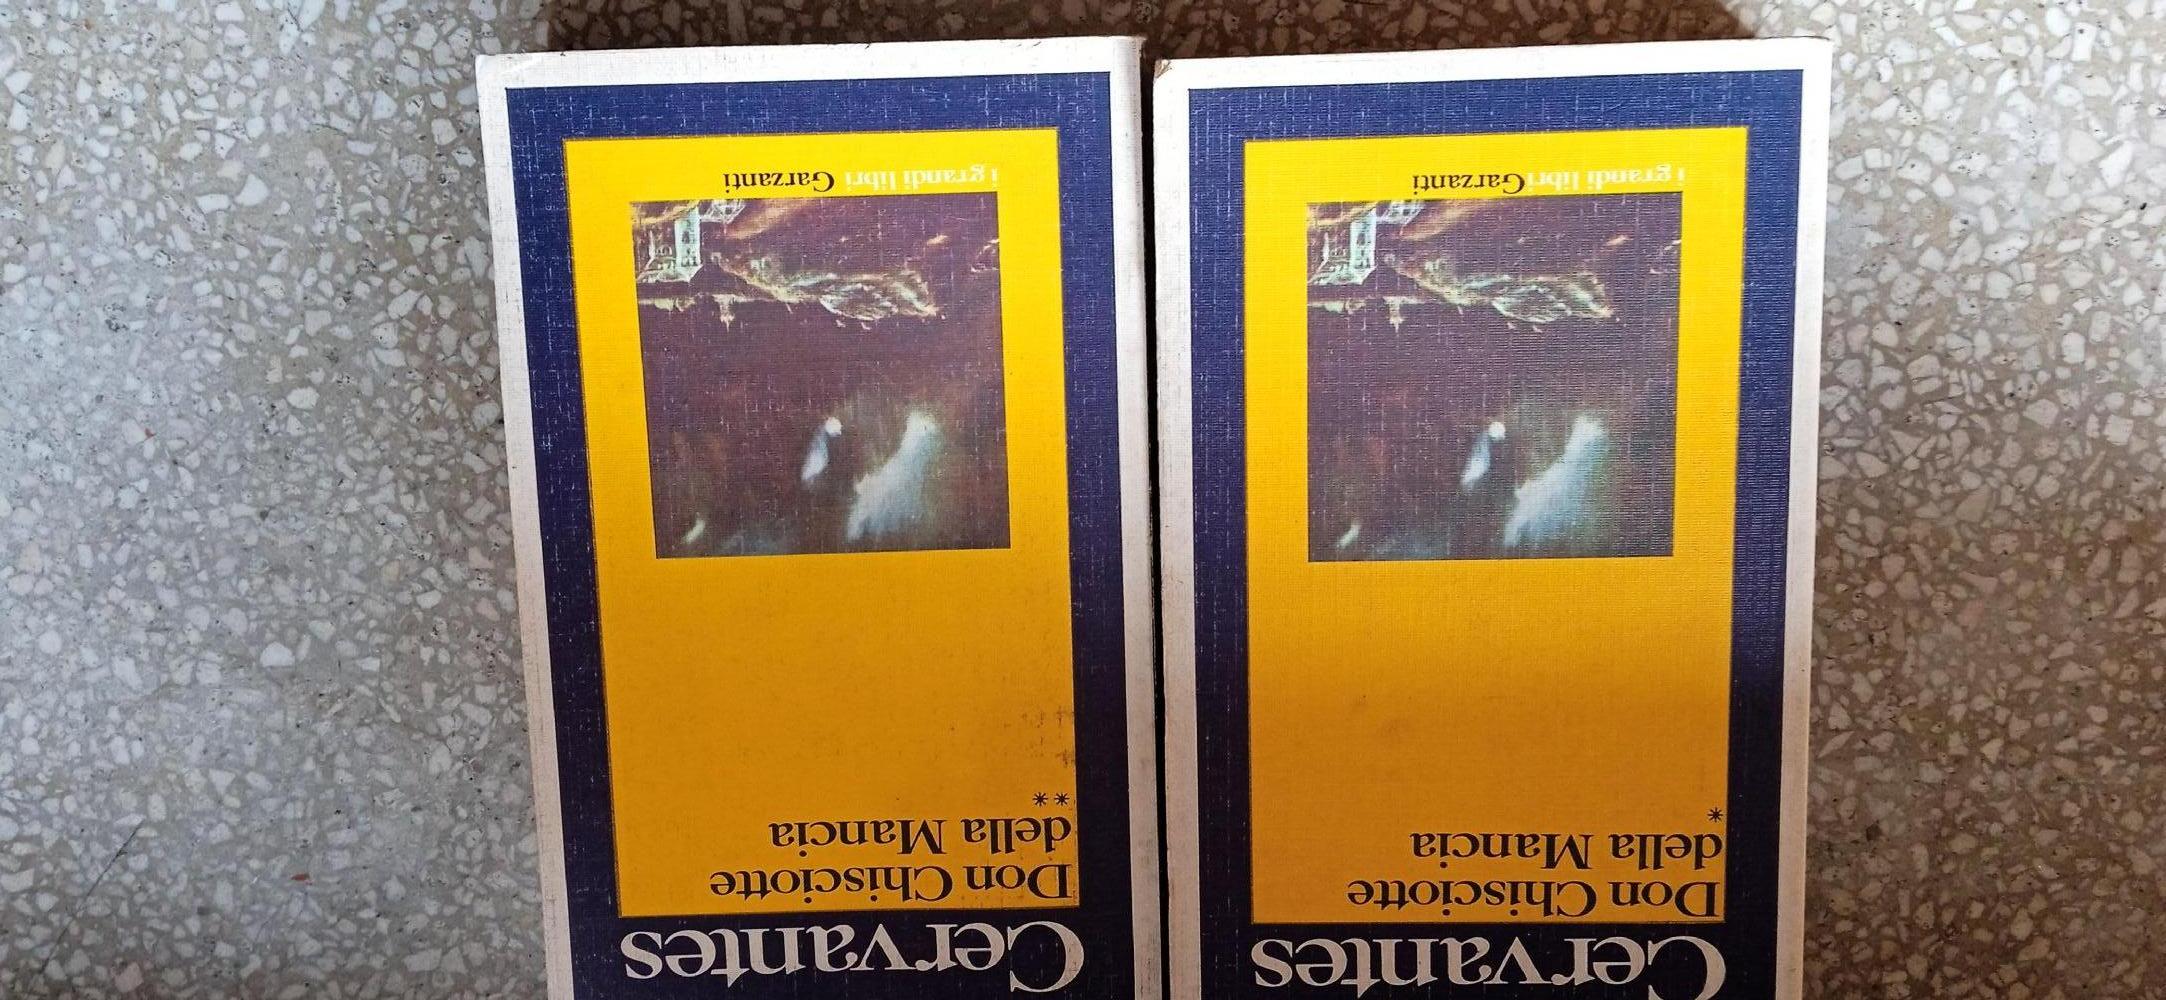 Cervantes
Don Chisciotte
della Mancia
*
i grandi libri Garzanti
Cervantes
Don Chisciotte
della Mancia
**
i grandi libri Garzanti